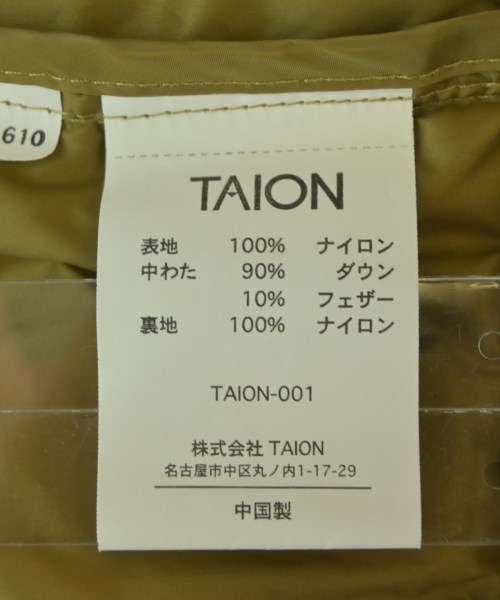 610
TAION
表地 100% ナイロン
中わた 90% ダウン
10% フェザー
裏地 100% ナイロン
TAION-001
株式会社 TAION
名古屋市中区丸ノ内1-17-29
中国製